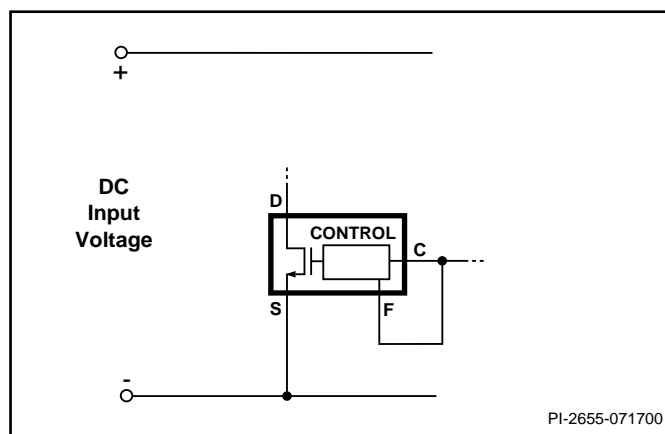 +
DC
Input
Voltage
D
CONTROL
C
S
F
-
PI-2655-071700